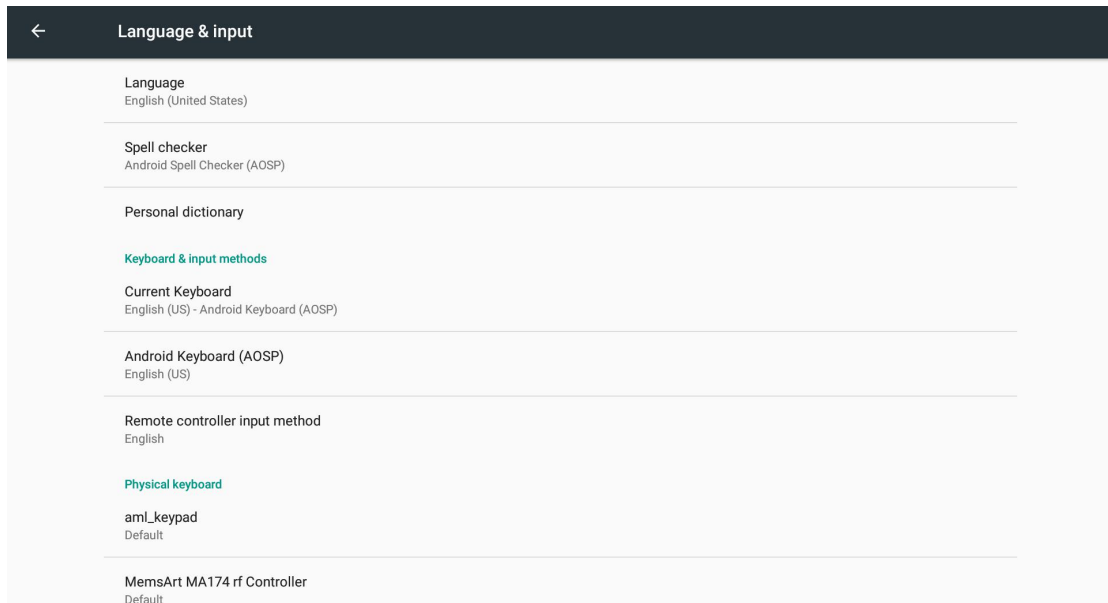 Language & input
Language
English (United States)
Spell checker
Android Spell Checker (AOSP)
Personal dictionary
Keyboard & input methods
Current Keyboard
English (US) - Android Keyboard (AOSP)
Android Keyboard (AOSP)
English (US)
Remote controller input method
English
Physical keyboard
aml_keypad
Default
MemsArt MA174 rf Controller
Default